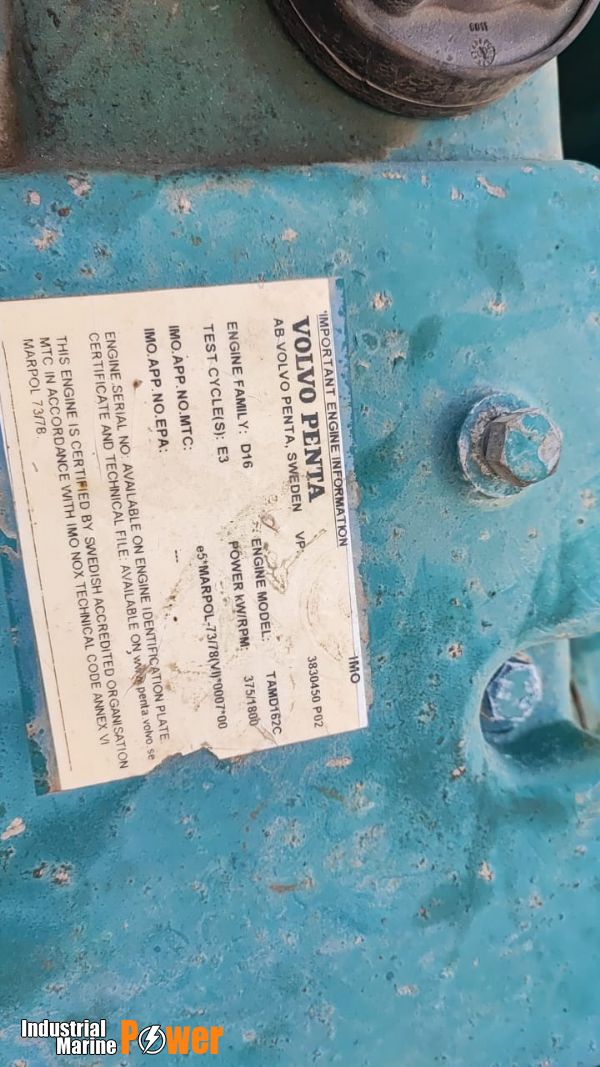 "IMPORTANT ENGINE INFORMATION IMO
VOLVO PENTA 3830450 P02
AB VOLVO PENTA, SWEDEN VP
ENGINE FAMILY: D16 ENGINE MODEL: TAMD162C
TEST CYCLE(S): E3 POWER kW/RPM: 375/1800
IMO.APP.NO.MTC: e5*MARPOL-73/78(VI)*0007*00
IMO.APP.NO.EPA: ---
ENGINE SERIAL NO. AVAILABLE ON ENGINE IDENTIFICATION PLATE
CERTIFICATE AND TECHNICAL FILE: AVAILABLE ON www penta volvo se
THIS ENGINE IS CERTIFIED BY SWEDISH ACCREDITED ORGANISATION
MTC IN ACCORDANCE WITH IMO NOX TECHNICAL CODE ANNEX VI
MARPOL 73/78.
Industrial
Marine Power